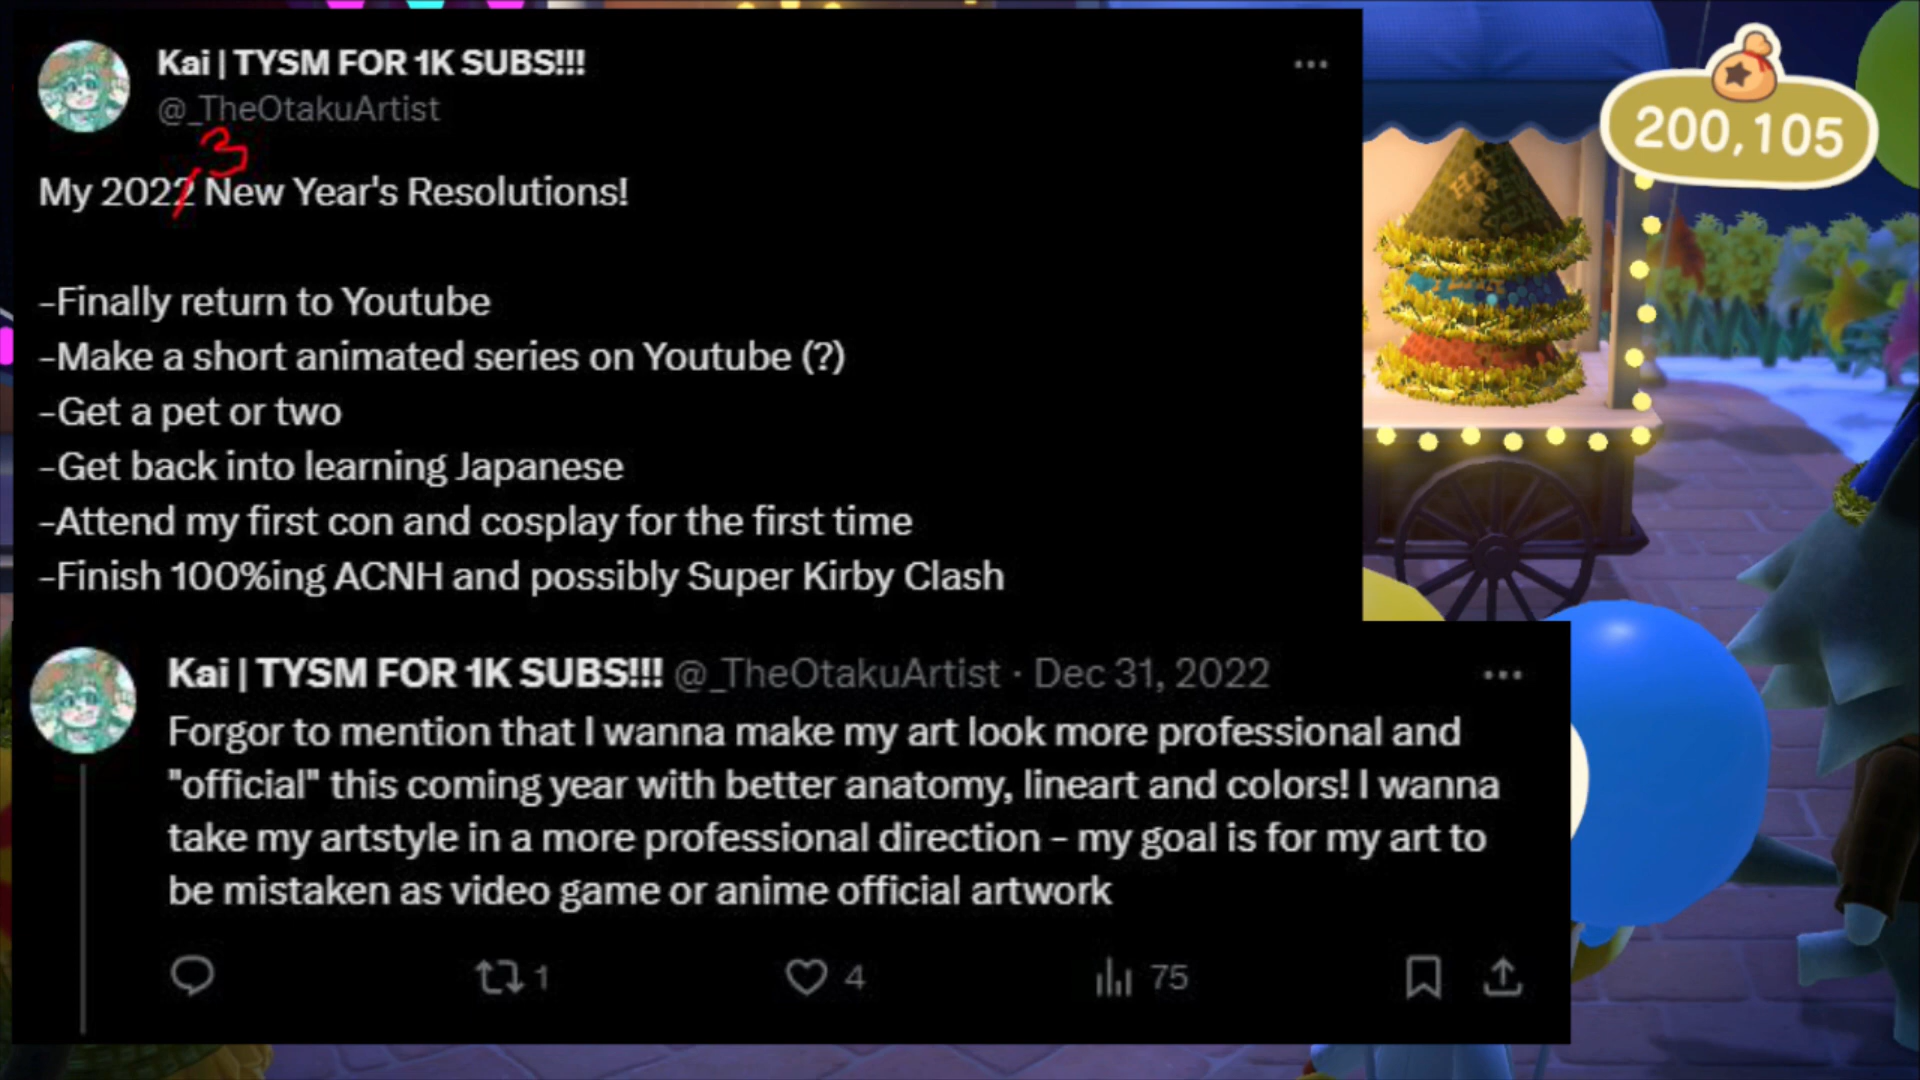 Kai | TYSM FOR 1K SUBS!!!
@_TheOtakuArtist
3
My 2022 New Year's Resolutions!
-Finally return to Youtube
-Make a short animated series on Youtube (?)
-Get a pet or two
-Get back into learning Japanese
-Attend my first con and cosplay for the first time
-Finish 100%ing ACNH and possibly Super Kirby Clash
Kai | TYSM FOR 1K SUBS!!! @_TheOtakuArtist · Dec 31, 2022
Forgor to mention that I wanna make my art look more professional and
"official" this coming year with better anatomy, lineart and colors! I wanna
take my artstyle in a more professional direction - my goal is for my art to
be mistaken as video game or anime official artwork
1 4 75
200,105